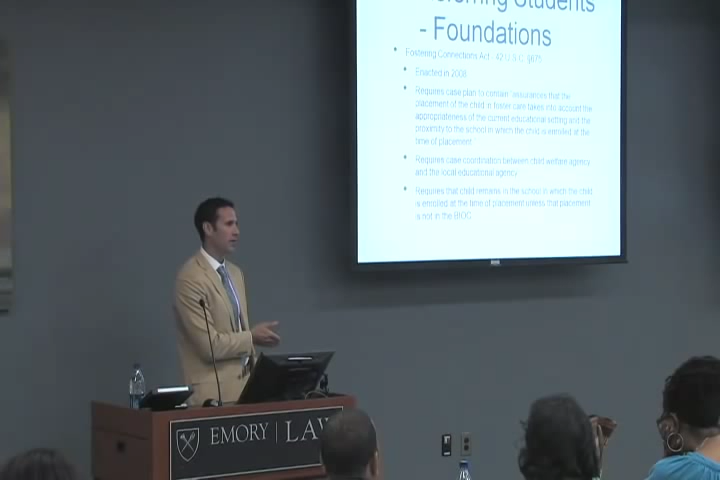 Students
- Foundations
Fostering Connections Act - 42 U.S.C. §675
Enacted in 2008
Requires case plan to contain assurances that the
placement of the child in foster care takes into account the
appropriateness of the current educational setting and the
proximity to the school in which the child is enrolled at the
time of placement
Requires case coordination between child welfare agency
and the local educational agency
Requires that child remains in the school in which the child
is enrolled at the time of placement unless that placement
is not in the BIOC
EMORY | LAW